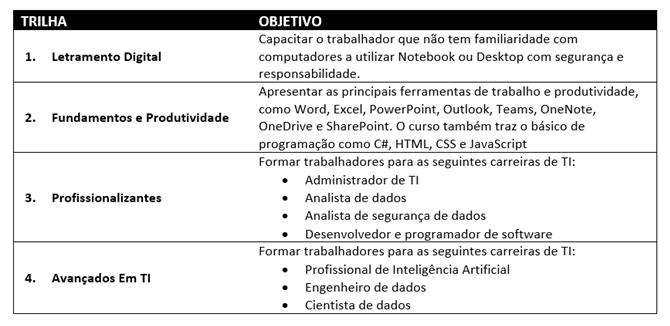 TRILHA OBJETIVO
1. Letramento Digital
Capacitar o trabalhador que não tem familiaridade com
computadores a utilizar Notebook ou Desktop com segurança e
responsabilidade.
2. Fundamentos e Produtividade
Apresentar as principais ferramentas de trabalho e produtividade,
como Word, Excel, PowerPoint, Outlook, Teams, OneNote,
OneDrive e SharePoint. O curso também traz o básico de
programação como C#, HTML, CSS e JavaScript
3. Profissionalizantes
Formar trabalhadores para as seguintes carreiras de TI:
• Administrador de TI
• Analista de dados
• Analista de segurança de dados
• Desenvolvedor e programador de software
4. Avançados Em TI
Formar trabalhadores para as seguintes carreiras de TI:
• Profissional de Inteligência Artificial
• Engenheiro de dados
• Cientista de dados